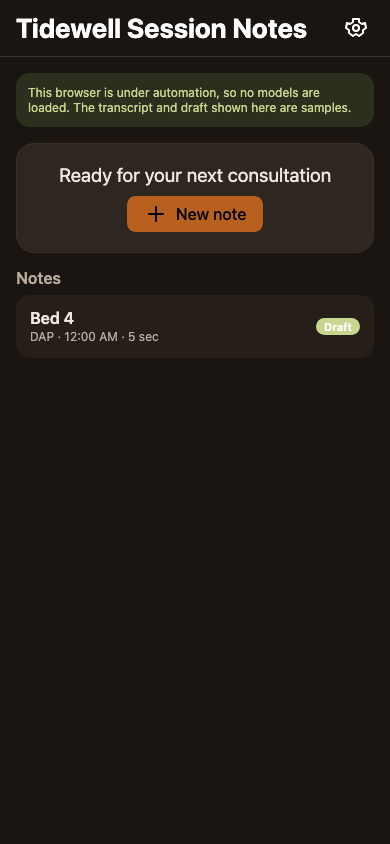 Tidewell Session Notes
This browser is under automation, so no models are
loaded. The transcript and draft shown here are samples.
Ready for your next consultation
New note
Notes
Bed 4
DAP · 12:00 AM · 5 sec
Draft